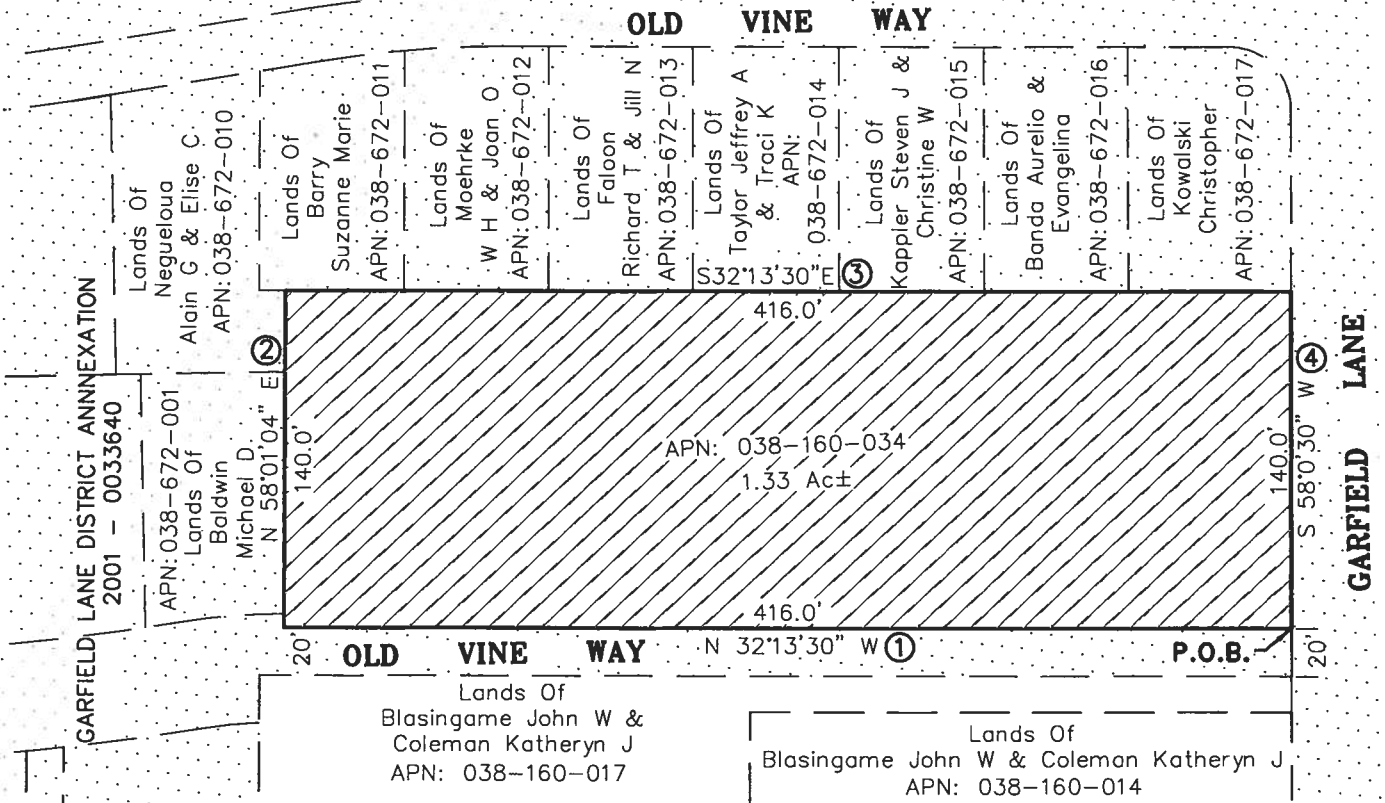 OLD VINE WAY
Lands Of
Negueloua
Alain G & Elise C
APN: 038-672-010
Lands Of
Barry
Suzanne Marie
APN: 038-672-011
Lands Of
Moehrke
W H & Joan O
APN: 038-672-012
Lands Of
Faloon
Richard T & Jill N
APN: 038-672-013
Lands Of
Taylor Jeffrey A
& Traci K
APN:
038-672-014
Lands Of
Kappler Steven J &
Christine W
APN: 038-672-015
Lands Of
Banda Aurelio &
Evangelina
APN: 038-672-016
Lands Of
Kowalski
Christopher
APN: 038-672-017
S32°13'30"E ③
416.0'
②
④
GARFIELD LANE DISTRICT ANNNEXATION
2001 - 0033640
APN: 038-672-001
Lands Of
Baldwin
Michael D
N 58°01'04" E
140.0'
APN: 038-160-034
1.33 Ac±
140.0'
S 58°0'30" W
GARFIELD LANE
416.0'
20'
OLD VINE WAY
N 32°13'30" W ①
P.O.B.
20'
Lands Of
Blasingame John W &
Coleman Katheryn J
APN: 038-160-017
Lands Of
Blasingame John W & Coleman Katheryn J
APN: 038-160-014